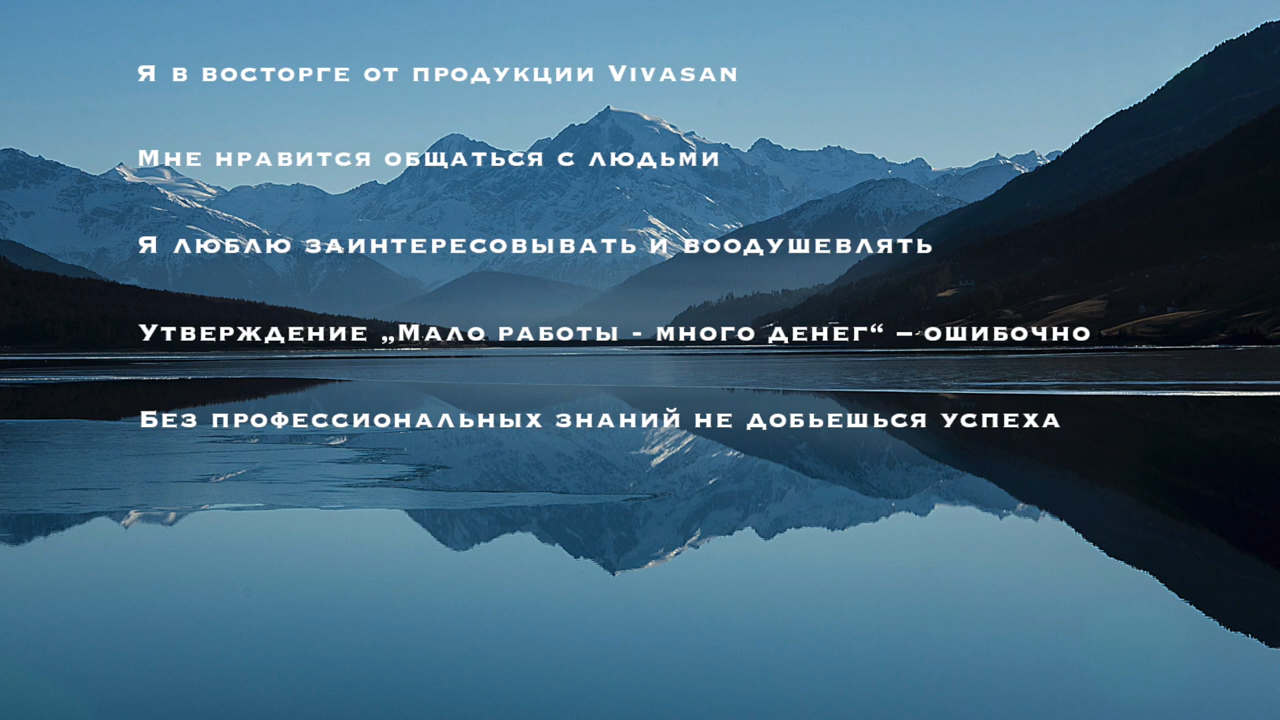 Я в восторге от продукции Vivasan
Мне нравится общаться с людьми
Я люблю заинтересовывать и воодушевлять
Утверждение „Мало работы - много денег“ – ошибочно
Без профессиональных знаний не добьешься успеха